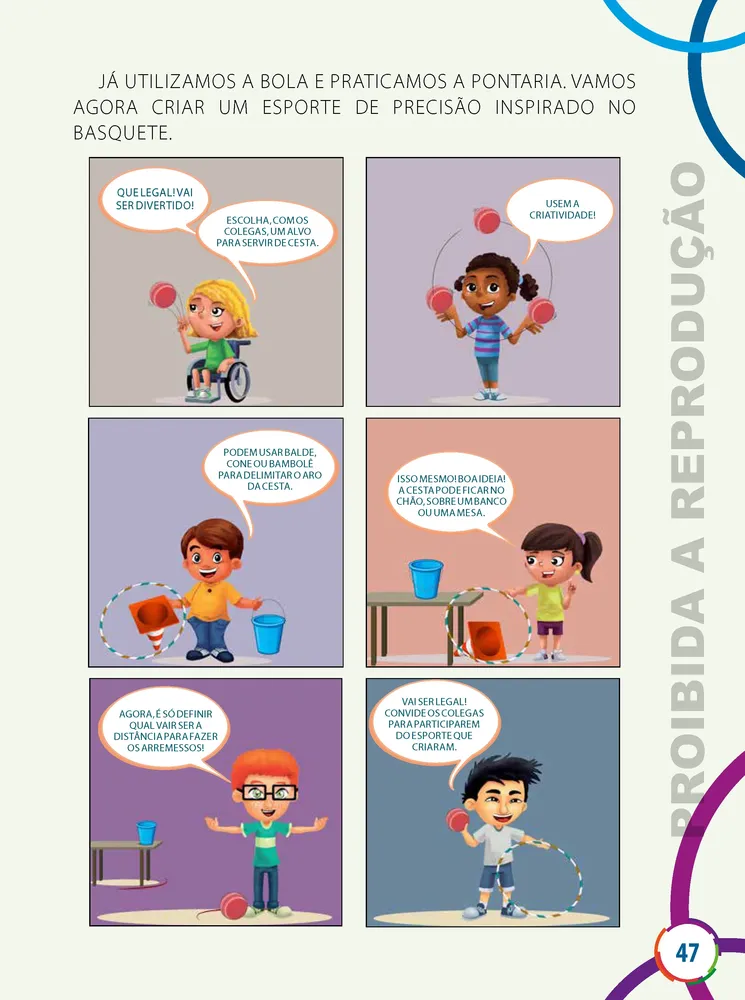 JÁ UTILIZAMOS A BOLA E PRATICAMOS A PONTARIA. VAMOS
AGORA CRIAR UM ESPORTE DE PRECISÃO INSPIRADO NO
BASQUETE.
QUE LEGAL! VAI
SER DIVERTIDO!
ESCOLHA, COM OS
COLEGAS, UM ALVO
PARA SERVIR DE CESTA.
USEM A
CRIATIVIDADE!
PODEM USAR BALDE,
CONE OU BAMBOLÊ
PARA DELIMITAR O ARO
DA CESTA.
ISSO MESMO! BOA IDEIA!
A CESTA PODE FICAR NO
CHÃO, SOBRE UM BANCO
OU UMA MESA.
AGORA, É SÓ DEFINIR
QUAL VAIR SER A
DISTÂNCIA PARA FAZER
OS ARREMESSOS!
VAI SER LEGAL!
CONVIDE OS COLEGAS
PARA PARTICIPAREM
DO ESPORTE QUE
CRIARAM.
PROIBIDA A REPRODUÇÃO
47